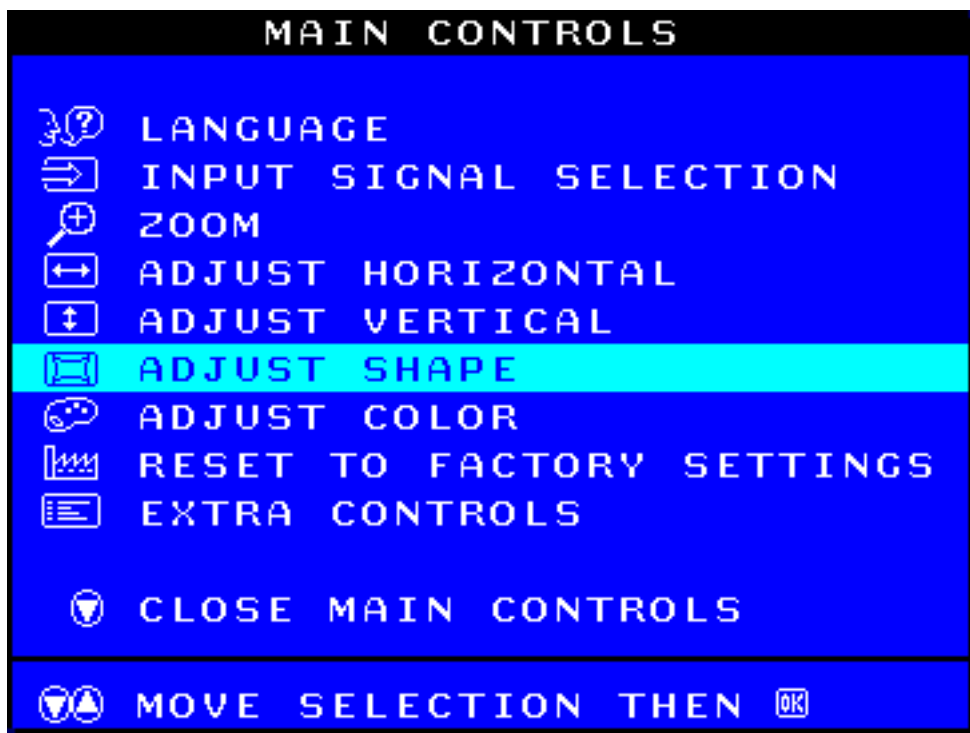 MAIN CONTROLS
LANGUAGE
INPUT SIGNAL SELECTION
ZOOM
ADJUST HORIZONTAL
ADJUST VERTICAL
ADJUST SHAPE
ADJUST COLOR
RESET TO FACTORY SETTINGS
EXTRA CONTROLS
CLOSE MAIN CONTROLS
MOVE SELECTION THEN OK